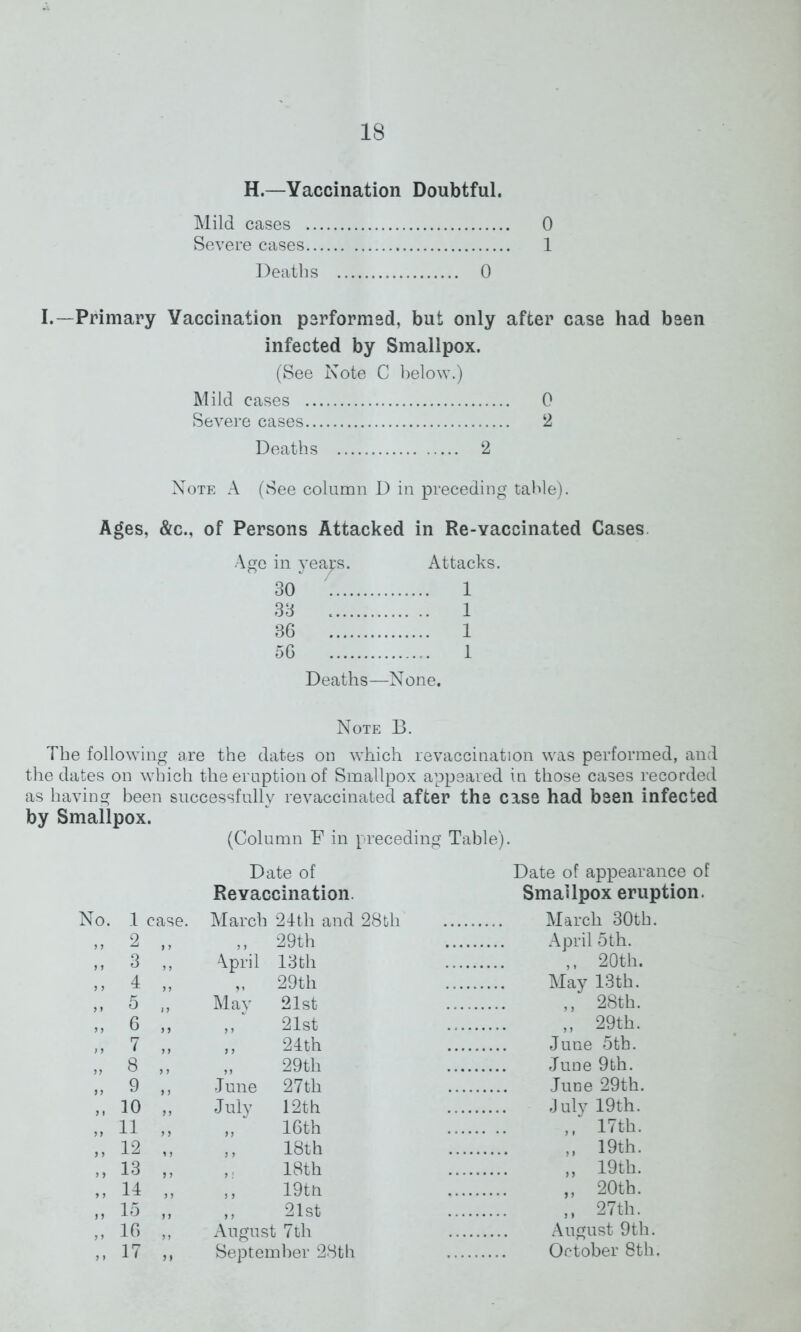 18
H.—Vaccination Doubtful.
Mild cases .................................... 0
Severe cases.................................... 1
Deaths ..................... 0
I.—Primary Vaccination performed, but only after case had been
infected by Smallpox.
(See Note C below.)
Mild cases .................................... 0
Severe cases.................................... 2
Deaths ..................... 2
Note A (See column D in preceding table).
Ages, &c., of Persons Attacked in Re-vaccinated Cases.
Age in years. Attacks.
30 .................. 1
33 .................. 1
36 .................. 1
56 .................. 1
Deaths—None.
Note B.
The following are the dates on which revaccination was performed, and
the dates on which the eruption of Smallpox appeared in those cases recorded
as having been successfully revaccinated after the case had been infected
by Smallpox.
(Column F in preceding Table).
Date of Date of appearance of
Revaccination. Smallpox eruption.
No. 1 case. March 24th and 28th .......... March 30th.
,, 2 ,, ,, 29th .......... April 5th.
,, 3 ,, April 13th .......... ,, 20th.
,, 4 ,, ,, 29th .......... May 13th.
,, 5 ,, May 21st .......... ,, 28th.
,, 6 ,, ,, 21st .......... ,, 29th.
,, 7 ,, ,, 24th .......... June 5th.
,, 8 ,, ,, 29th .......... June 9th.
,, 9 ,, June 27th .......... June 29th.
,, 10 ,, July 12th .......... July 19th.
,, 11 ,, ,, 16th .......... ,, 17th.
,, 12 ,, ,, 18th .......... ,, 19th.
,, 13 ,, ,, 18th .......... ,, 19th.
,, 14 ,, ,, 19th .......... ,, 20th.
,, 15 ,, ,, 21st .......... ,, 27th.
,, 16 ,, August 7th .......... August 9th.
,, 17 ,, September 28th .......... October 8th.